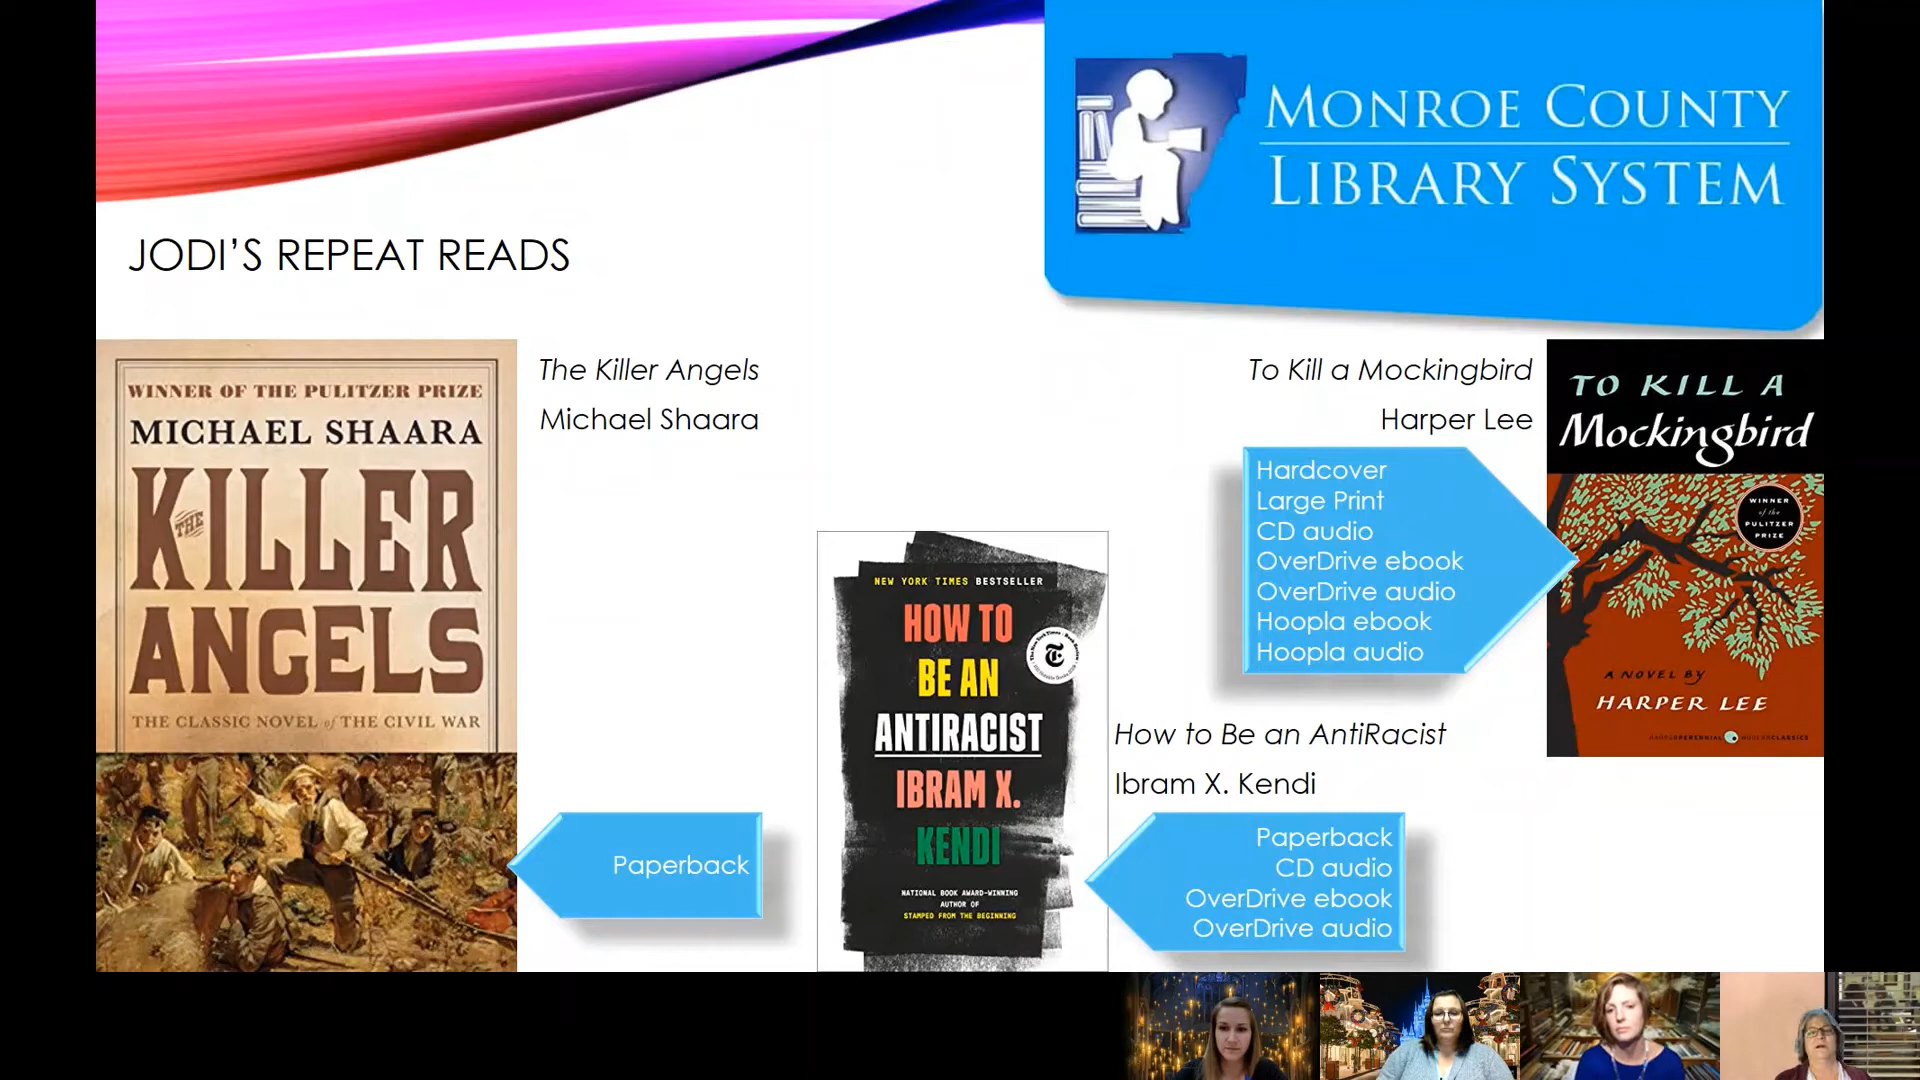 MONROE COUNTY
LIBRARY SYSTEM
JODI'S REPEAT READS
WINNER OF THE PULITZER PRIZE
MICHAEL SHAARA
THE
KILLER
ANGELS
THE CLASSIC NOVEL of THE CIVIL WAR
The Killer Angels
Michael Shaara
Paperback
NEW YORK TIMES BESTSELLER
HOW TO
BE AN
ANTIRACIST
IBRAM X.
KENDI
NATIONAL BOOK AWARD-WINNING
AUTHOR OF
STAMPED FROM THE BEGINNING
How to Be an AntiRacist
Ibram X. Kendi
Paperback
CD audio
OverDrive ebook
OverDrive audio
To Kill a Mockingbird
Harper Lee
Hardcover
Large Print
CD audio
OverDrive ebook
OverDrive audio
Hoopla ebook
Hoopla audio
TO KILL A
Mockingbird
WINNER
of the
PULITZER
PRIZE
A NOVEL BY
HARPER LEE